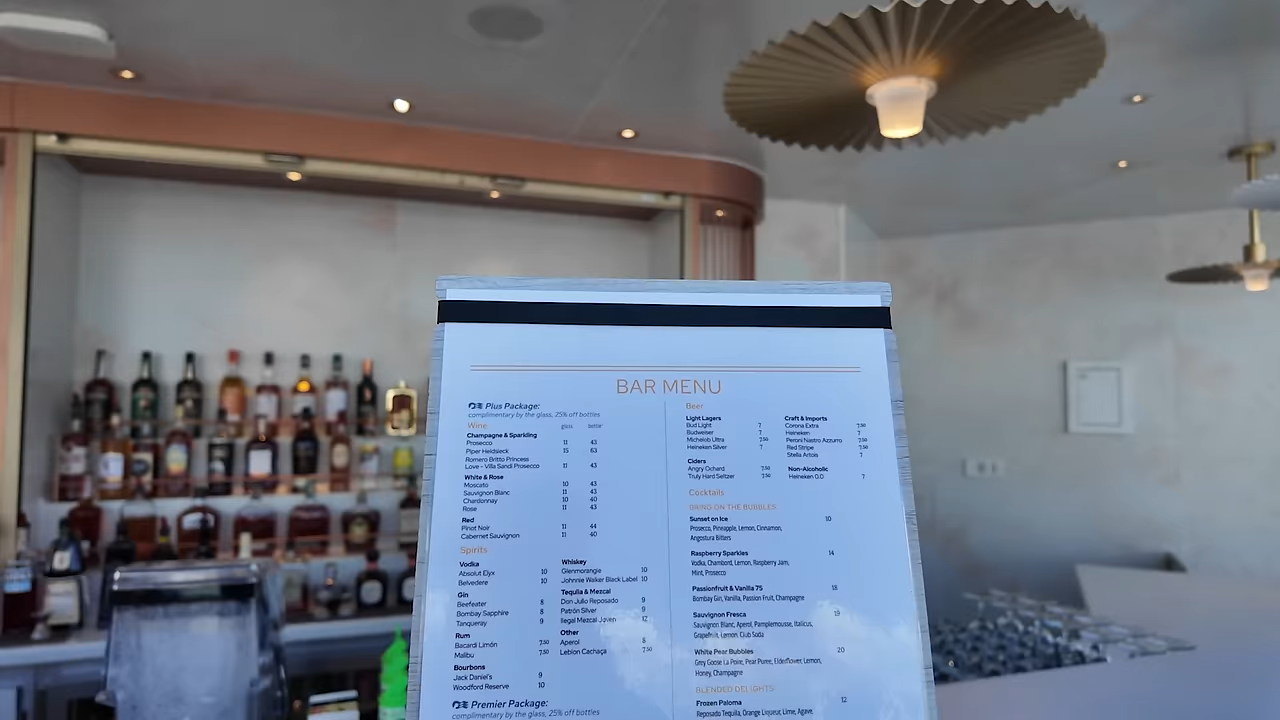 BAR MENU
Plus Package:
complimentary by the glass, 25% off bottles
Wine glass bottle
Champagne & Sparkling
Prosecco 11 43
Piper Heidsieck 15 63
Romero Britto Princess
Love - Villa Sandi Prosecco 11 43
White & Rose
Moscato 10 43
Sauvignon Blanc 11 43
Chardonnay 10 40
Rose 11 43
Red
Pinot Noir 11 44
Cabernet Sauvignon 11 40
Spirits
Vodka
Absolut Elyx 10
Belvedere 10
Gin
Beefeater 8
Bombay Sapphire 8
Tanqueray 9
Rum
Bacardi Limón 7.50
Malibu 7.50
Bourbons
Jack Daniel's 9
Woodford Reserve 10
Whiskey
Glenmorangie 10
Johnnie Walker Black Label 10
Tequila & Mezcal
Don Julio Reposado 9
Patrón Silver 9
Ilegal Mezcal Joven 12
Other
Aperol 8
Leblon Cachaça 7.50
Premier Package:
complimentary by the glass, 25% off bottles
Beer
Light Lagers
Bud Light 7
Budweiser 7
Michelob Ultra 7.50
Heineken Silver 7
Ciders
Angry Ochard 7.50
Truly Hard Seltzer 7.50
Craft & Imports
Corona Extra 7.50
Heineken 7
Peroni Nastro Azzurro 7.50
Red Stripe 7.50
Stella Artois 7
Non-Alcoholic
Heineken 0.0 7
Cocktails
BRING ON THE BUBBLES
Sunset on Ice 10
Prosecco, Pineapple, Lemon, Cinnamon,
Angostura Bitters
Raspberry Sparkles 14
Vodka, Chambord, Lemon, Raspberry Jam,
Mint, Prosecco
Passionfruit & Vanilla 75 18
Bombay Gin, Vanilla, Passion Fruit, Champagne
Sauvignon Fresca 19
Sauvignon Blanc, Aperol, Pamplemousse, Italicus,
Grapefruit, Lemon, Club Soda
White Pear Bubbles 20
Grey Goose La Poire, Pear Puree, Elderflower, Lemon,
Honey, Champagne
BLENDED DELIGHTS
Frozen Paloma 12
Reposado Tequila, Orange Liqueur, Lime, Agave,